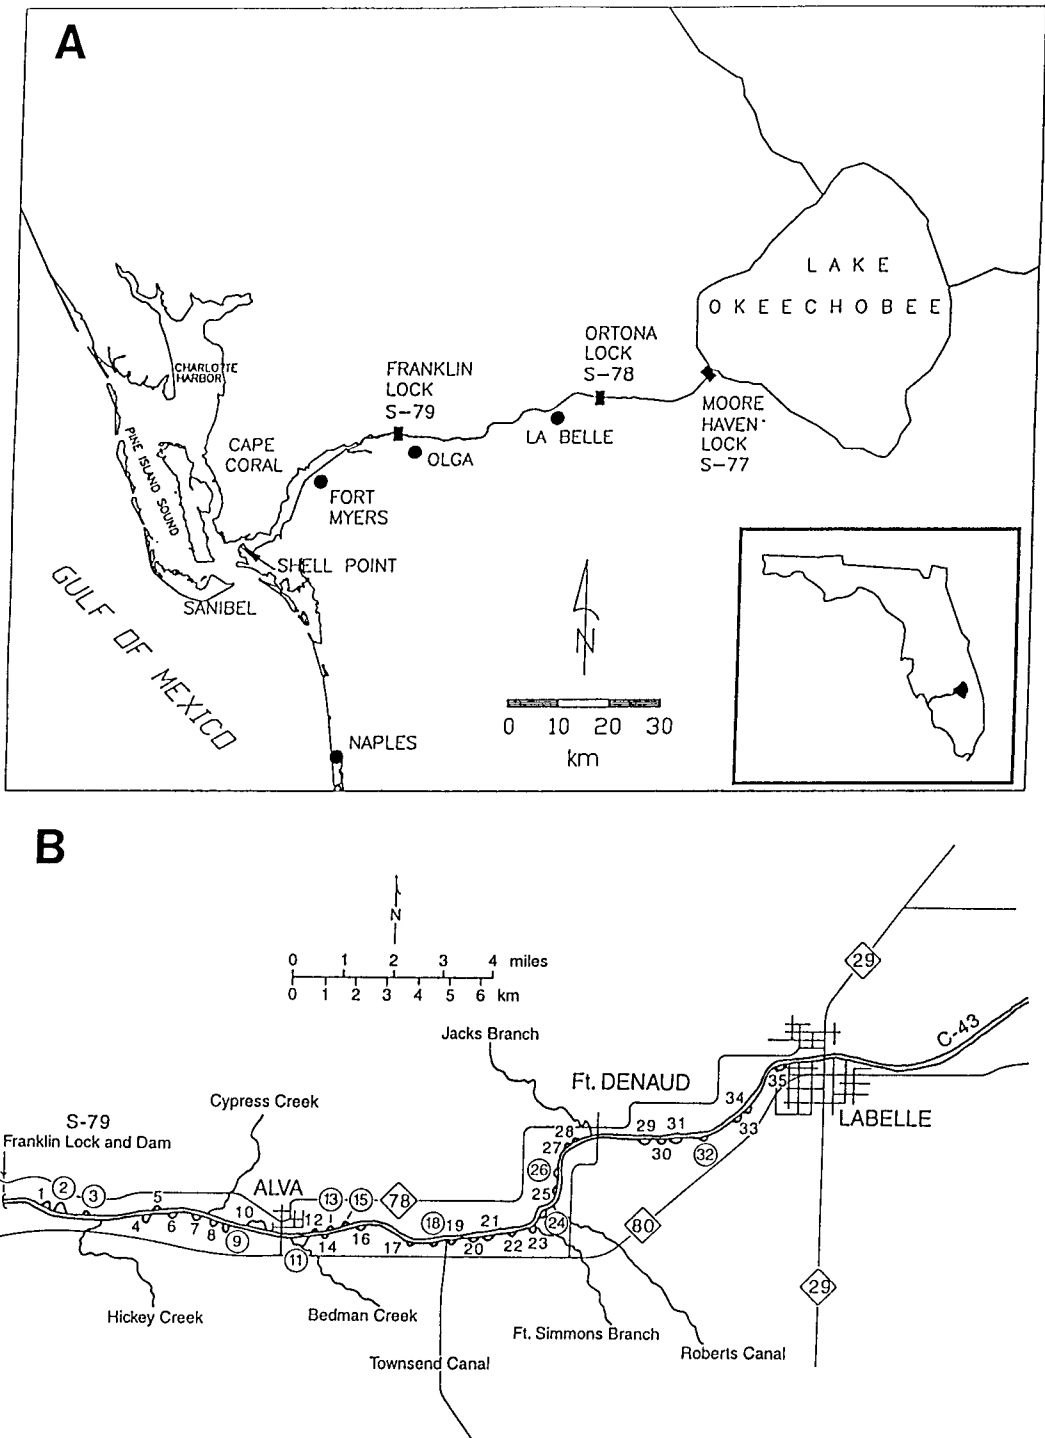 A
LAKE
OKEECHOBEE
ORTONA
LOCK
S-78
FRANKLIN
LOCK
S-79
CHARLOTTE
HARBOR
MOORE
HAVEN
LOCK
S-77
PINE ISLAND SOUND
CAPE
CORAL
LA BELLE
OLGA
FORT
MYERS
SHELL POINT
SANIBEL
GULF OF MEXICO
N
0 10 20 30
km
NAPLES
B
N
0 1 2 3 4 miles
0 1 2 3 4 5 6 km
29
C-43
Jacks Branch
Ft. DENAUD
35
LABELLE
Cypress Creek
S-79
Franklin Lock and Dam
34
33
28
29
31
30
32
27
26
25
24
ALVA
13
15
78
1
2
3
5
10
12
18
19
21
4
6
7
8
9
11
14
16
17
20
22
23
80
29
Hickey Creek
Bedman Creek
Ft. Simmons Branch
Roberts Canal
Townsend Canal